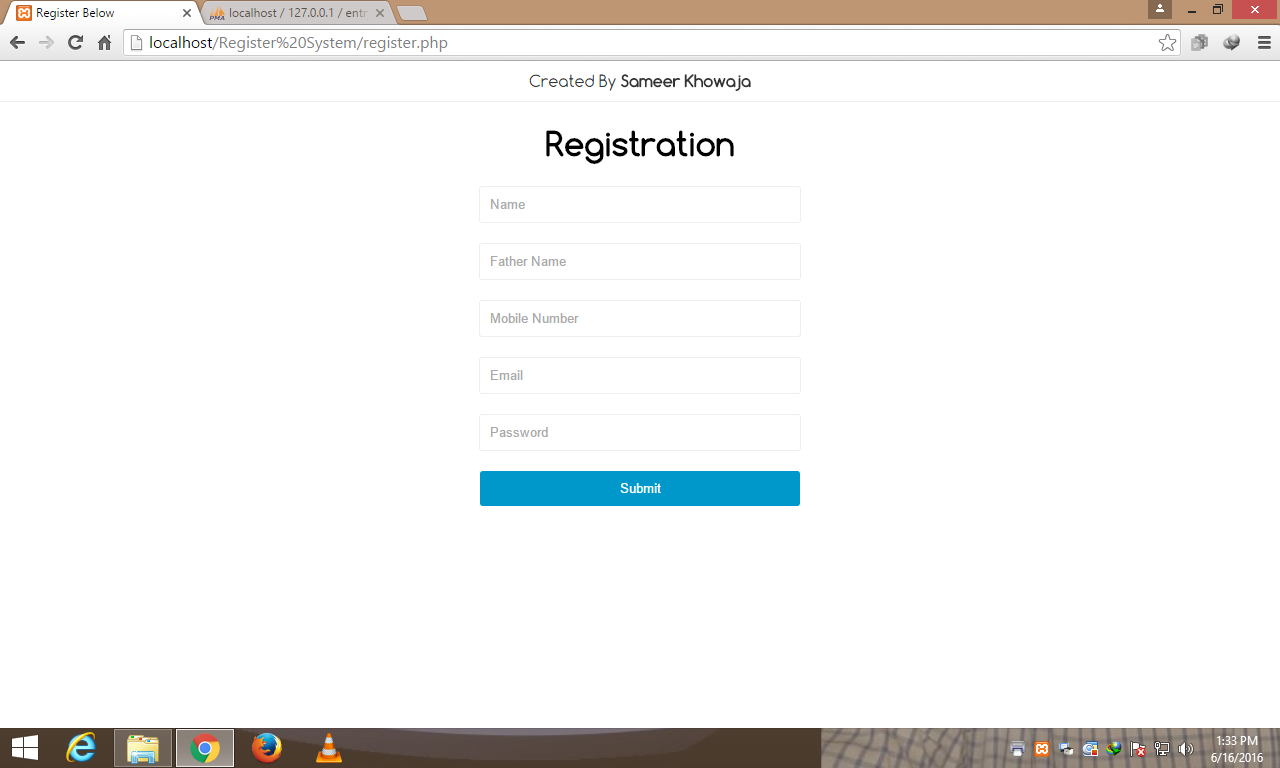 Register Below
localhost / 127.0.0.1 / entr
localhost/Register%20System/register.php
Created By Sameer Khowaja
Registration
Name
Father Name
Mobile Number
Email
Password
Submit
1:33 PM
6/16/2016